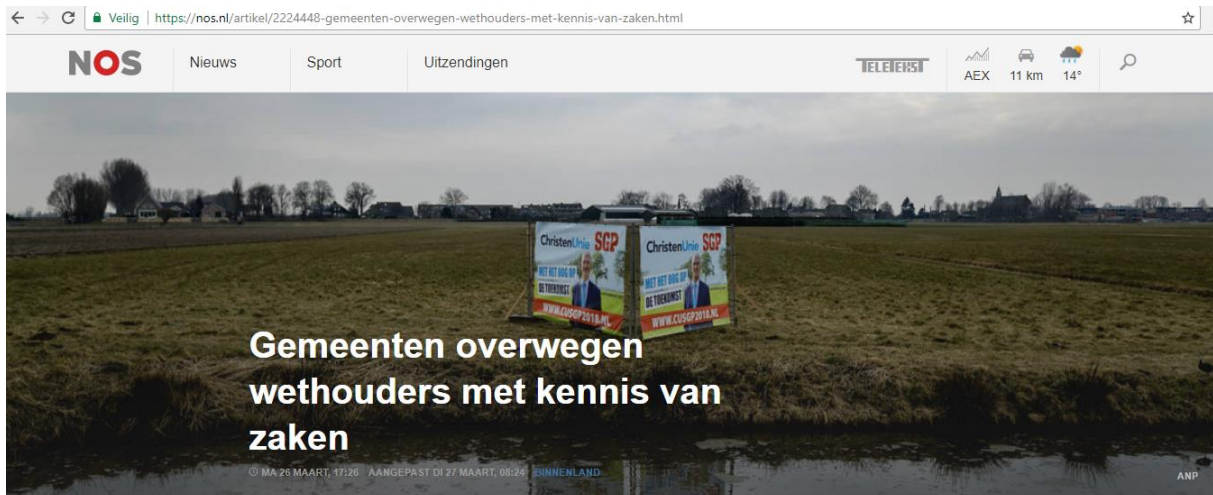 Veilig https://nos.nl/artikel/2224448-gemeenten-overwegen-wethouders-met-kennis-van-zaken.html
NOS Nieuws Sport Uitzendingen TELETEKST AEX 11 km 14°
ChristenUnie SGP ChristenUnie SGP
MET HET OOG OP MET HET OOG OP
DE TOEKOMST DE TOEKOMST
WWW.CUSGP2018.NL WWW.CUSGP2018.NL
Gemeenten overwegen
wethouders met kennis van
zaken
MA 26 MAART, 17:26 AANGEPAST DI 27 MAART, 08:24 BINNENLAND
ANP